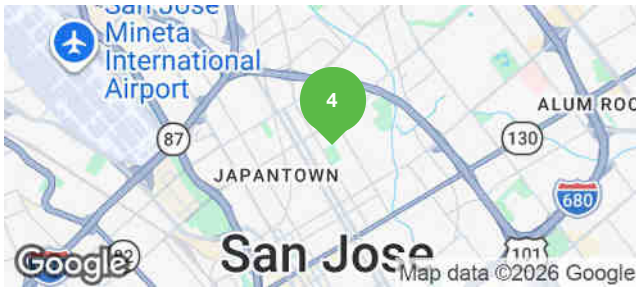 San Jose
Mineta
International
Airport
4
ALUM ROC
87
130
JAPANTOWN
680
San Jose
101
82
Google
Map data ©2026 Google